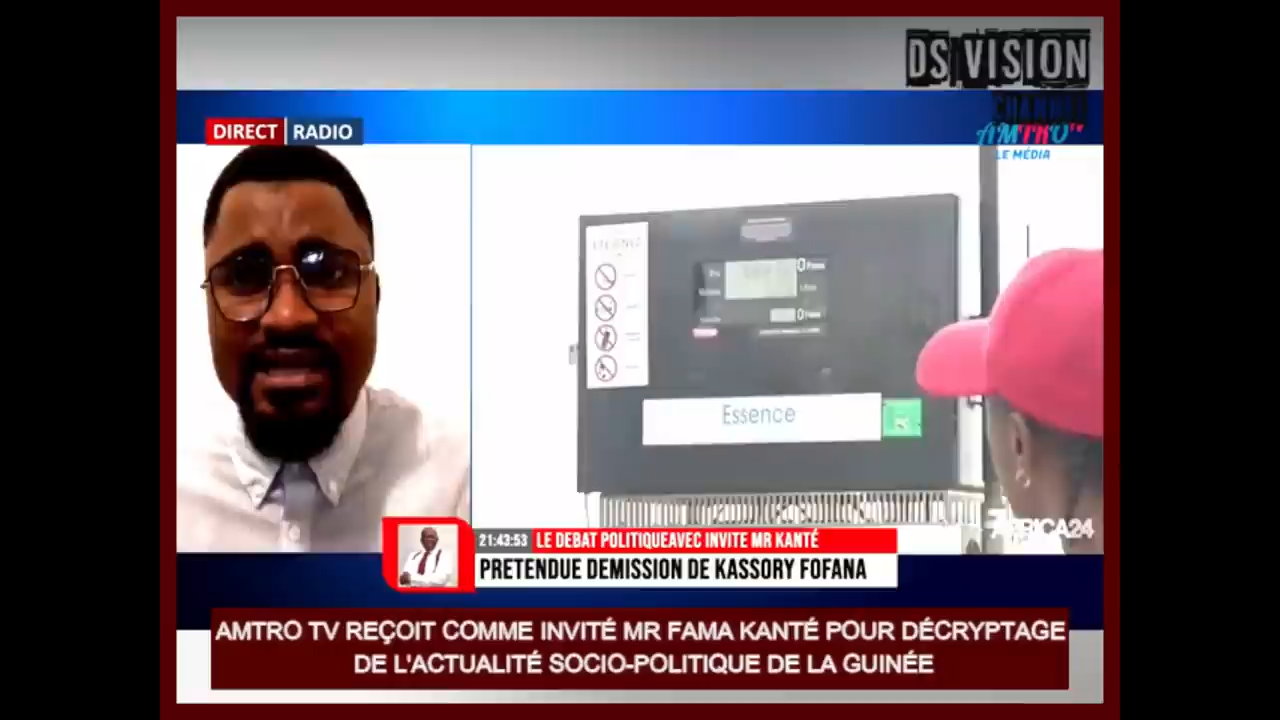 DS VISION
AMTRO TV
LE MÉDIA
DIRECT RADIO
Essence
AFRICA24
21:43:53 LE DEBAT POLITIQUEAVEC INVITE MR KANTÉ
PRETENDUE DEMISSION DE KASSORY FOFANA
AMTRO TV REÇOIT COMME INVITÉ MR FAMA KANTÉ POUR DÉCRYPTAGE
DE L'ACTUALITÉ SOCIO-POLITIQUE DE LA GUINÉE